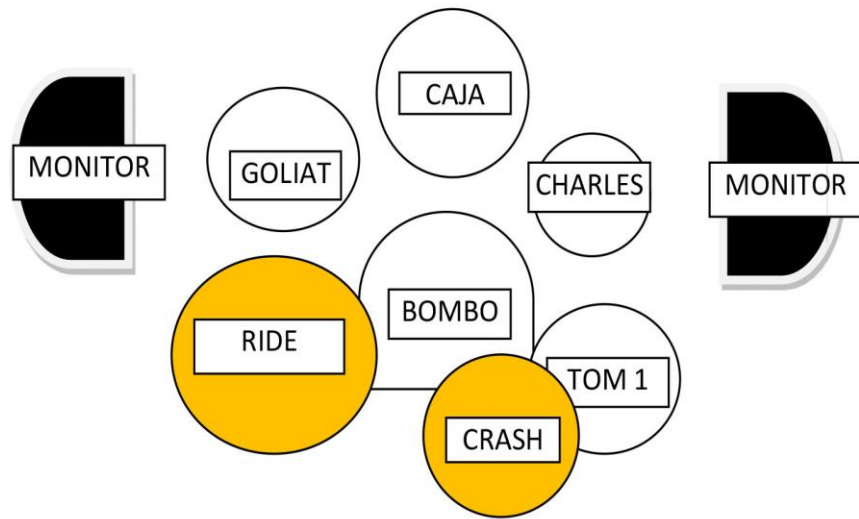 CAJA
MONITOR
GOLIAT
CHARLES
MONITOR
BOMBO
RIDE
TOM 1
CRASH